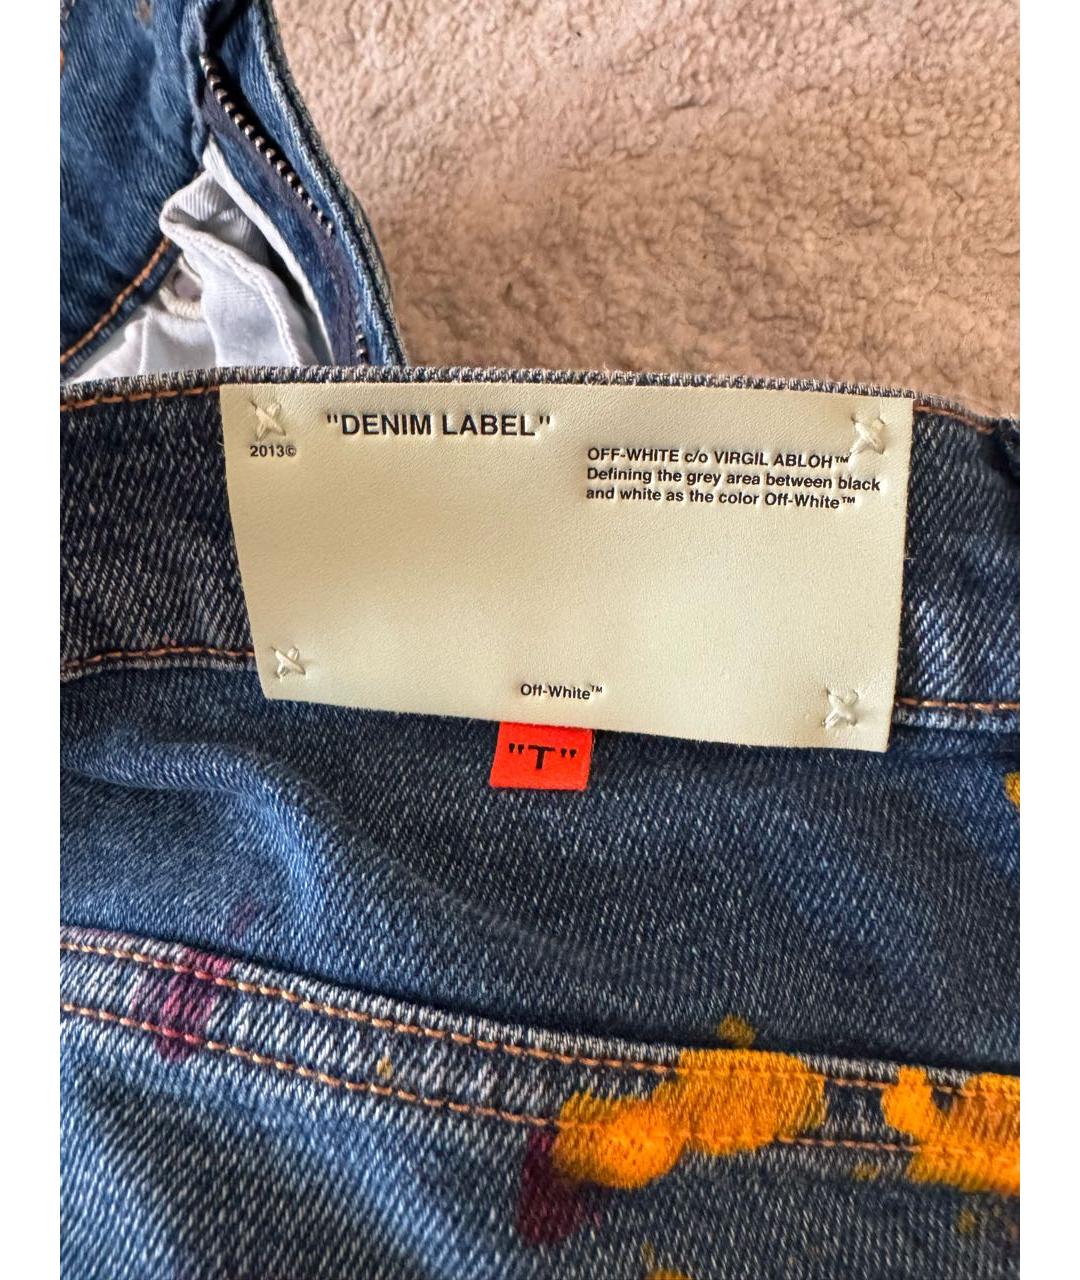 "DENIM LABEL"
2013©
OFF-WHITE c/o VIRGIL ABLOH™
Defining the grey area between black
and white as the color Off-White™
Off-White™
"T"